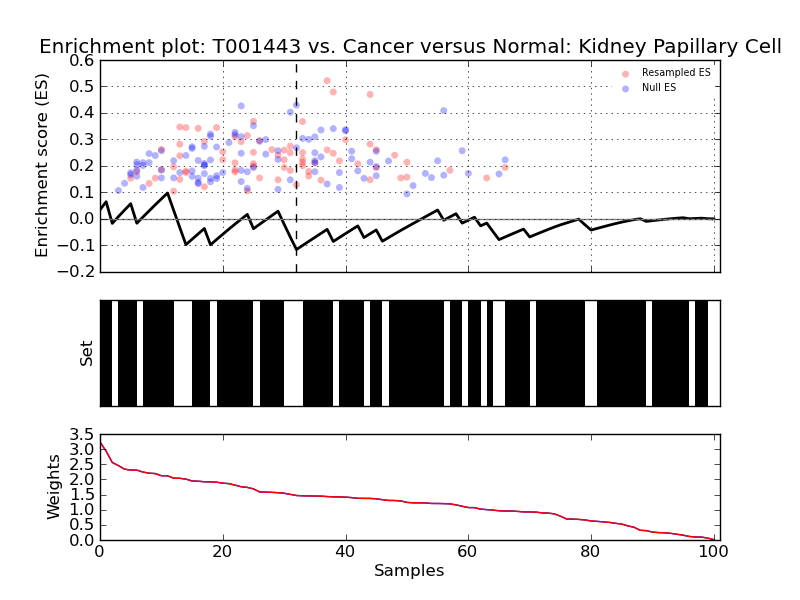 Enrichment plot: T001443 vs. Cancer versus Normal: Kidney Papillary Cell
Enrichment score (ES)
0.6
0.5
0.4
0.3
0.2
0.1
0.0
−0.1
−0.2
Resampled ES
Null ES
Set
Weights
3.5
3.0
2.5
2.0
1.5
1.0
0.5
0.0
0 20 40 60 80 100
Samples